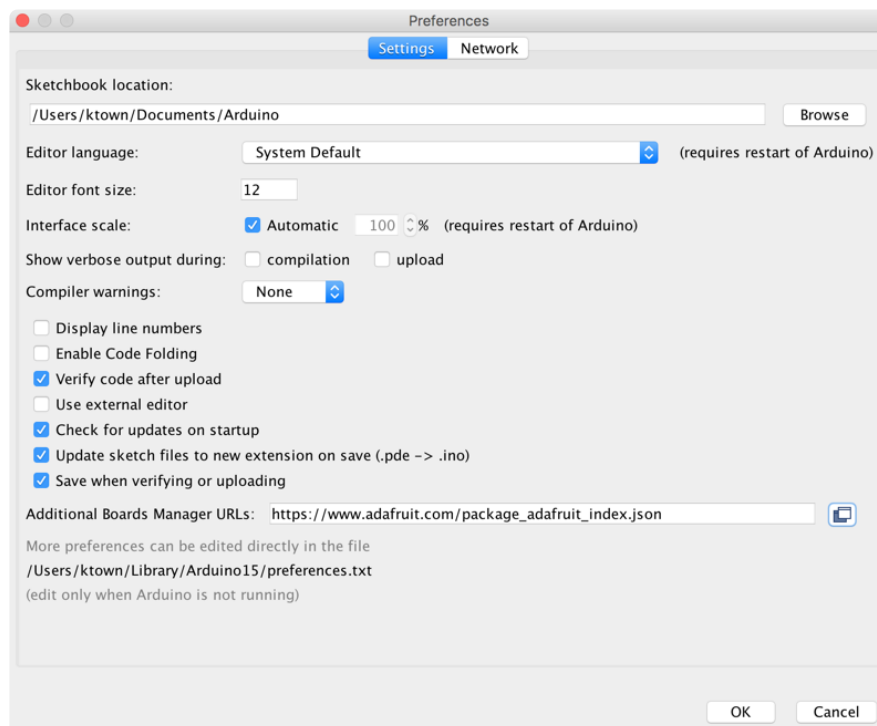 Preferences
Settings Network
Sketchbook location:
/Users/ktown/Documents/Arduino Browse
Editor language: System Default (requires restart of Arduino)
Editor font size: 12
Interface scale: Automatic 100 % (requires restart of Arduino)
Show verbose output during: compilation upload
Compiler warnings: None
Display line numbers
Enable Code Folding
Verify code after upload
Use external editor
Check for updates on startup
Update sketch files to new extension on save (.pde -> .ino)
Save when verifying or uploading
Additional Boards Manager URLs: https://www.adafruit.com/package_adafruit_index.json
More preferences can be edited directly in the file
/Users/ktown/Library/Arduino15/preferences.txt
(edit only when Arduino is not running)
OK Cancel